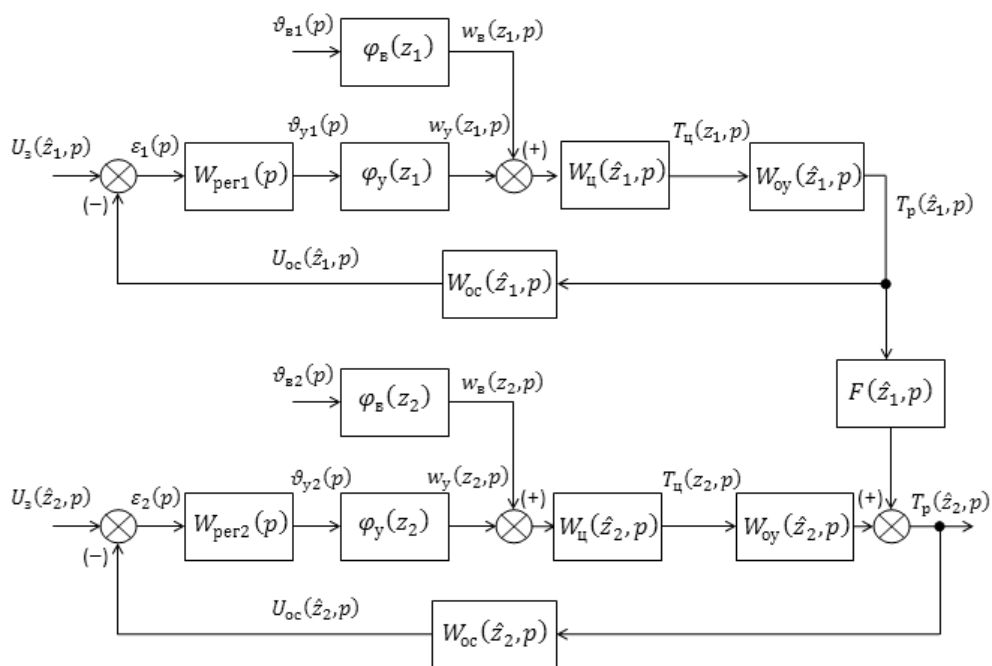 ϑв1(p)
wв(z₁, p)
φв(z₁)
Uз(ẑ₁, p)
ε₁(p)
ϑу1(p)
wу(z₁, p)
(+)
Tц(z₁, p)
Wрег1(p)
φу(z₁)
Wц(ẑ₁, p)
Wоу(ẑ₁, p)
(−)
Tр(ẑ₁, p)
Uос(ẑ₁, p)
Wос(ẑ₁, p)
F(ẑ₁, p)
ϑв2(p)
wв(z₂, p)
φв(z₂)
Uз(ẑ₂, p)
ε₂(p)
ϑу2(p)
wу(z₂, p)
(+)
Tц(z₂, p)
(+)
Tр(ẑ₂, p)
Wрег2(p)
φу(z₂)
Wц(ẑ₂, p)
Wоу(ẑ₂, p)
(−)
Uос(ẑ₂, p)
Wос(ẑ₂, p)